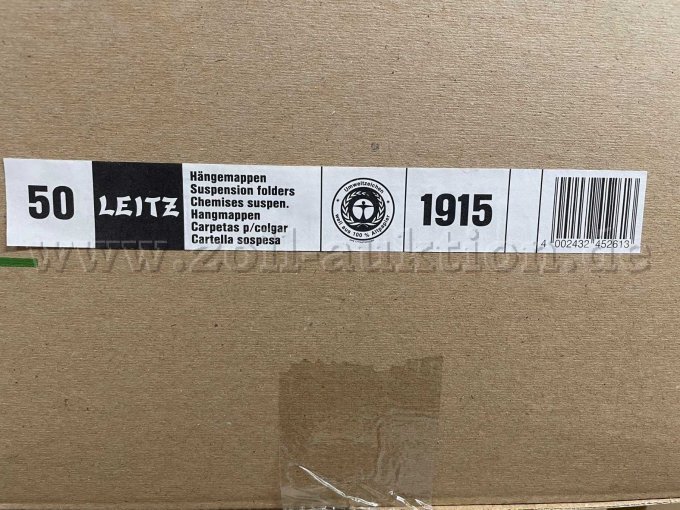 50
LEITZ
Hängemappen
Suspension folders
Chemises suspen.
Hangmappen
Carpetas p/colgar
Cartella sospesa
Umweltzeichen
weil aus 100 % Altpapier
1915
4 002432 452613
www.zoll-auktion.de